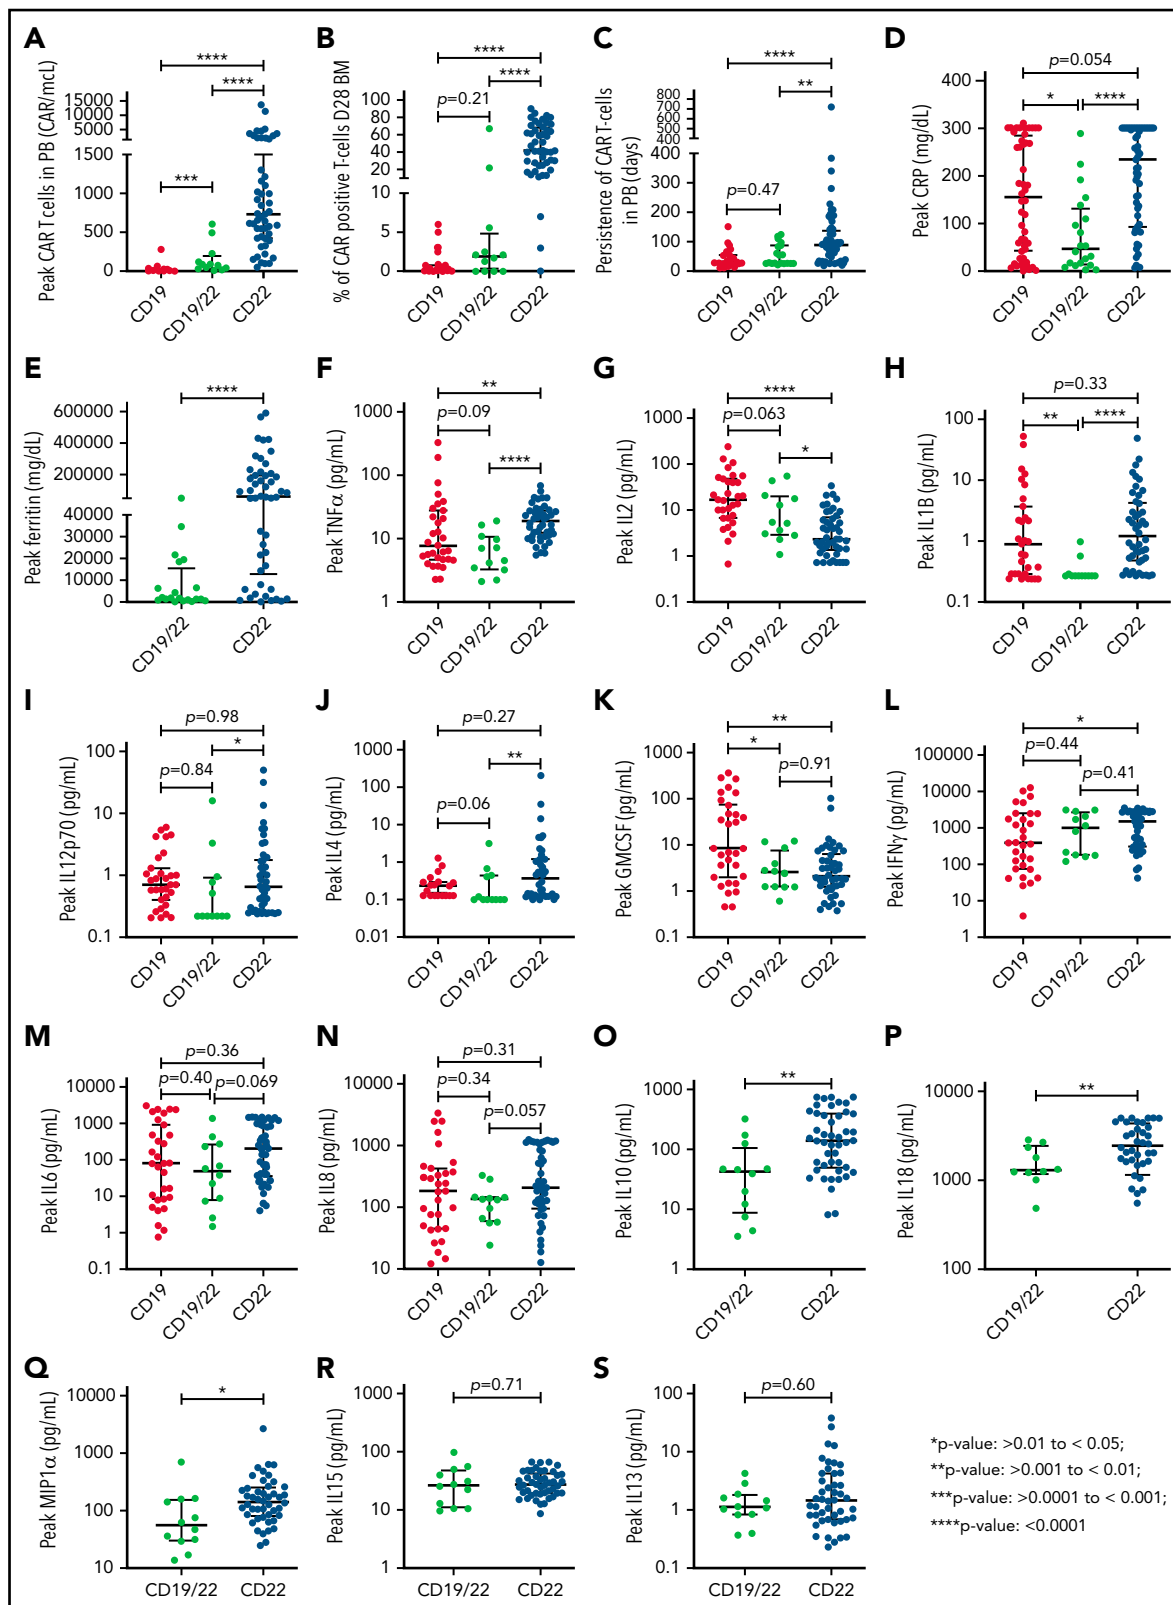 A
Peak CAR T cells in PB (CAR/mcL)
****
****
***
15000
10000
5000
1500
1000
500
0
CD19
CD19/22
CD22
B
% of CAR positive T-cells D28 BM
****
****
p=0.21
100
80
60
40
20
10
5
0
CD19
CD19/22
CD22
C
Persistence of CAR T-cells
in PB (days)
****
**
p=0.47
800
700
600
400
400
300
200
100
0
CD19
CD19/22
CD22
D
Peak CRP (mg/dL)
p=0.054
*
****
400
300
200
100
0
CD19
CD19/22
CD22
E
Peak ferritin (mg/dL)
****
600000
400000
200000
40000
30000
20000
10000
0
CD19/22
CD22
F
Peak TNFα (pg/mL)
**
p=0.09
****
1000
100
10
1
CD19
CD19/22
CD22
G
Peak IL2 (pg/mL)
****
p=0.063
*
1000
100
10
1
0.1
CD19
CD19/22
CD22
H
Peak IL1B (pg/mL)
p=0.33
**
****
100
10
1
0.1
CD19
CD19/22
CD22
I
Peak IL12p70 (pg/mL)
p=0.98
*
p=0.84
100
10
1
0.1
CD19
CD19/22
CD22
J
Peak IL4 (pg/mL)
p=0.27
**
p=0.06
1000
100
10
1
0.1
0.01
CD19
CD19/22
CD22
K
Peak GMCSF (pg/mL)
**
*
p=0.91
1000
100
10
1
0.1
CD19
CD19/22
CD22
L
Peak IFNγ (pg/mL)
*
p=0.44
p=0.41
100000
10000
1000
100
10
1
CD19
CD19/22
CD22
M
Peak IL6 (pg/mL)
p=0.36
p=0.40
p=0.069
10000
1000
100
10
1
0.1
CD19
CD19/22
CD22
N
Peak IL8 (pg/mL)
p=0.31
p=0.34
p=0.057
10000
1000
100
10
CD19
CD19/22
CD22
O
Peak IL10 (pg/mL)
**
1000
100
10
1
CD19/22
CD22
P
Peak IL18 (pg/mL)
**
10000
1000
100
CD19/22
CD22
Q
Peak MIP1α (pg/mL)
*
10000
1000
100
10
CD19/22
CD22
R
Peak IL15 (pg/mL)
p=0.71
1000
100
10
1
CD19/22
CD22
S
Peak IL13 (pg/mL)
p=0.60
100
10
1
0.1
CD19/22
CD22
*p-value: >0.01 to < 0.05;
**p-value: >0.001 to < 0.01;
***p-value: >0.0001 to < 0.001;
****p-value: <0.0001